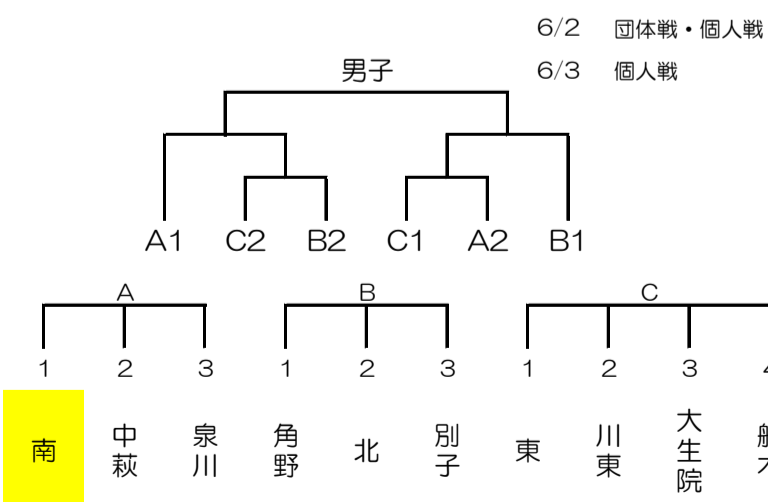 6/2 団体戦・個人戦
男子
6/3 個人戦
A1 C2 B2 C1 A2 B1
A B C
1 2 3 1 2 3 1 2 3
南 中萩 泉川 角野 北 別子 東 川東 大生院